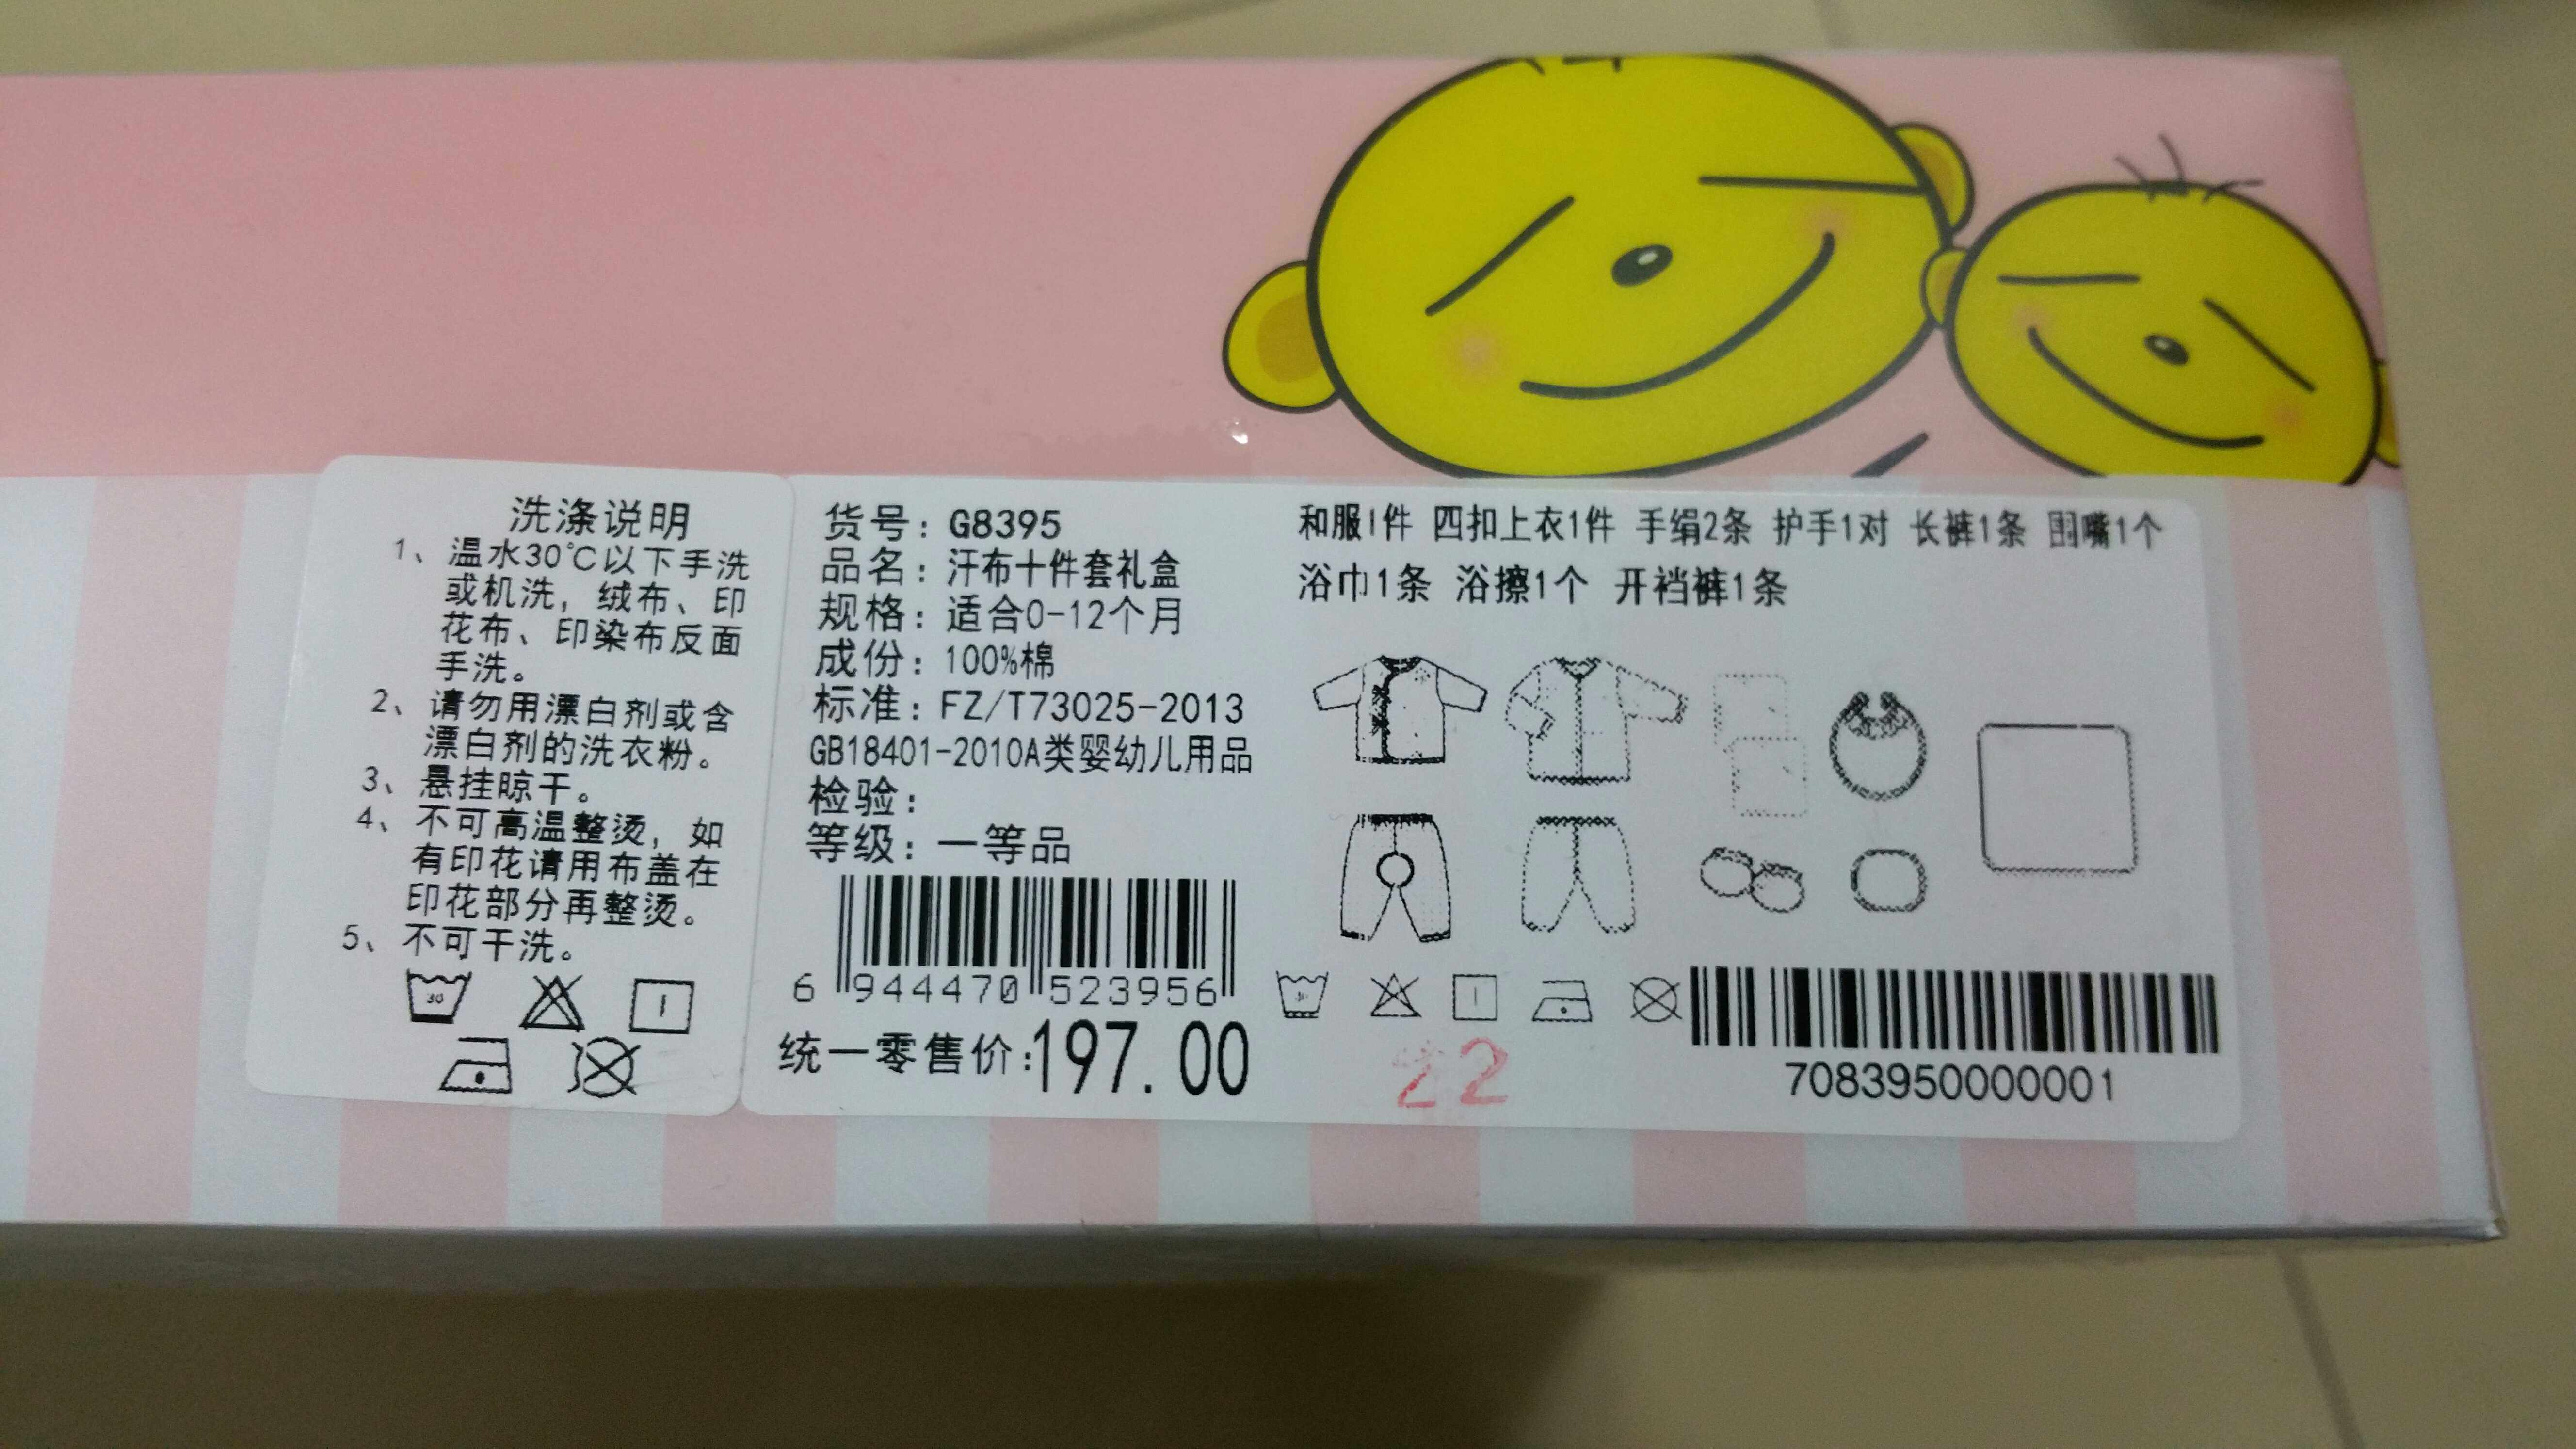 洗涤说明
1、温水30℃以下手洗
或机洗，绒布、印
花布、印染布反面
手洗。
2、请勿用漂白剂或含
漂白剂的洗衣粉。
3、悬挂晾干。
4、不可高温整烫，如
有印花请用布盖在
印花部分再整烫。
5、不可干洗。
30
货号：G8395
品名：汗布十件套礼盒
规格：适合0-12个月
成份：100%棉
标准：FZ/T73025-2013
GB18401-2010A类婴幼儿用品
检验：
等级：一等品
6 944470 523956
统一零售价:197.00
和服1件 四扣上衣1件 手绢2条 护手1对 长裤1条 围嘴1个
浴巾1条 浴擦1个 开裆裤1条
30
22
7083950000001